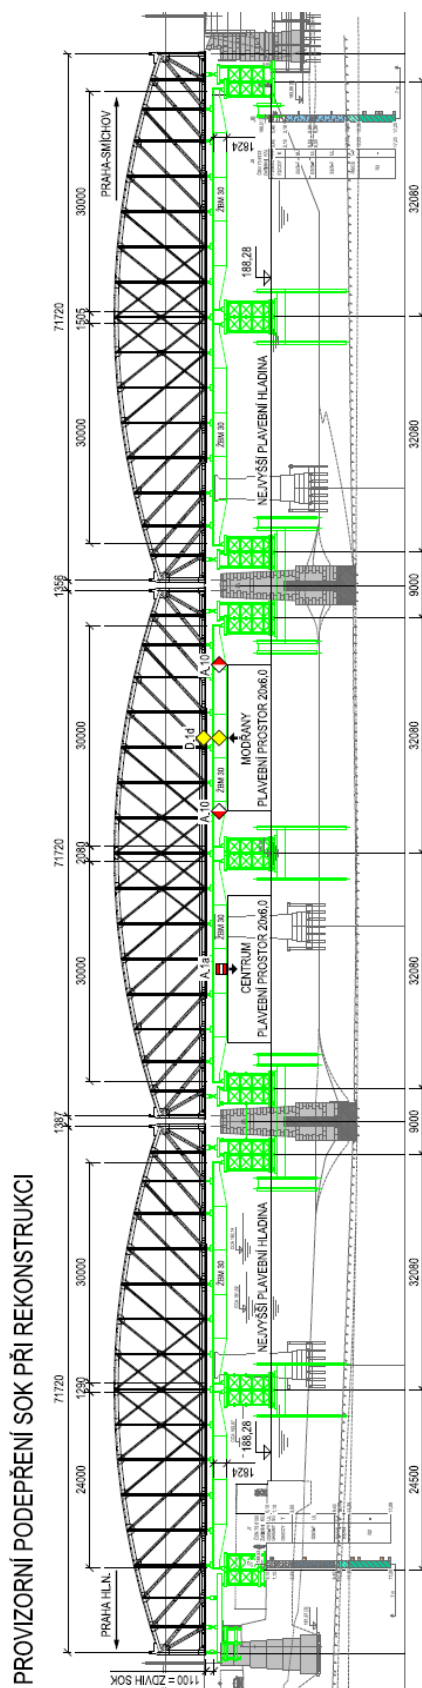 PROVIZORNÍ PODEPŘENÍ SOK PŘI REKONSTRUKCI
PRAHA HLN.
PRAHA-SMÍCHOV
71720
1387
71720
1356
71720
24000
1290
30000
30000
2080
30000
30000
1505
30000
1100 = ZDVIH SOK
1824
188,28
ŽBM 30
NEJVYŠŠÍ PLAVEBNÍ HLADINA
ŽBM 30
A.1a
CENTRUM
PLAVEBNÍ PROSTOR 20x6,0
A.10
D.1d
A.10
ŽBM 30
MODŘANY
PLAVEBNÍ PROSTOR 20x6,0
ŽBM 30
NEJVYŠŠÍ PLAVEBNÍ HLADINA
188,28
ŽBM 30
1824
24500
32080
9000
32080
32080
9000
32080
32080